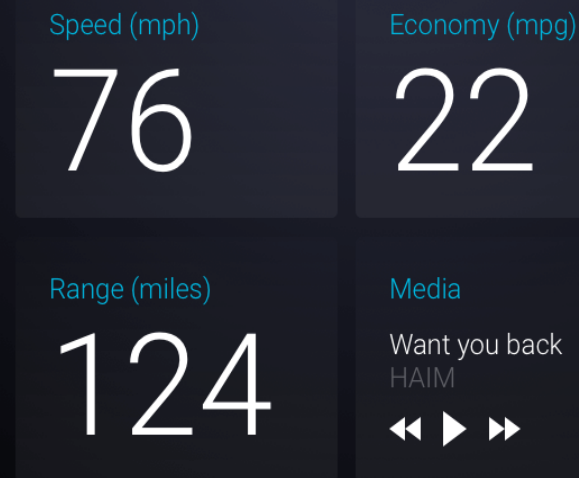 Speed (mph)
76
Economy (mpg)
22
Range (miles)
124
Media
Want you back
HAIM